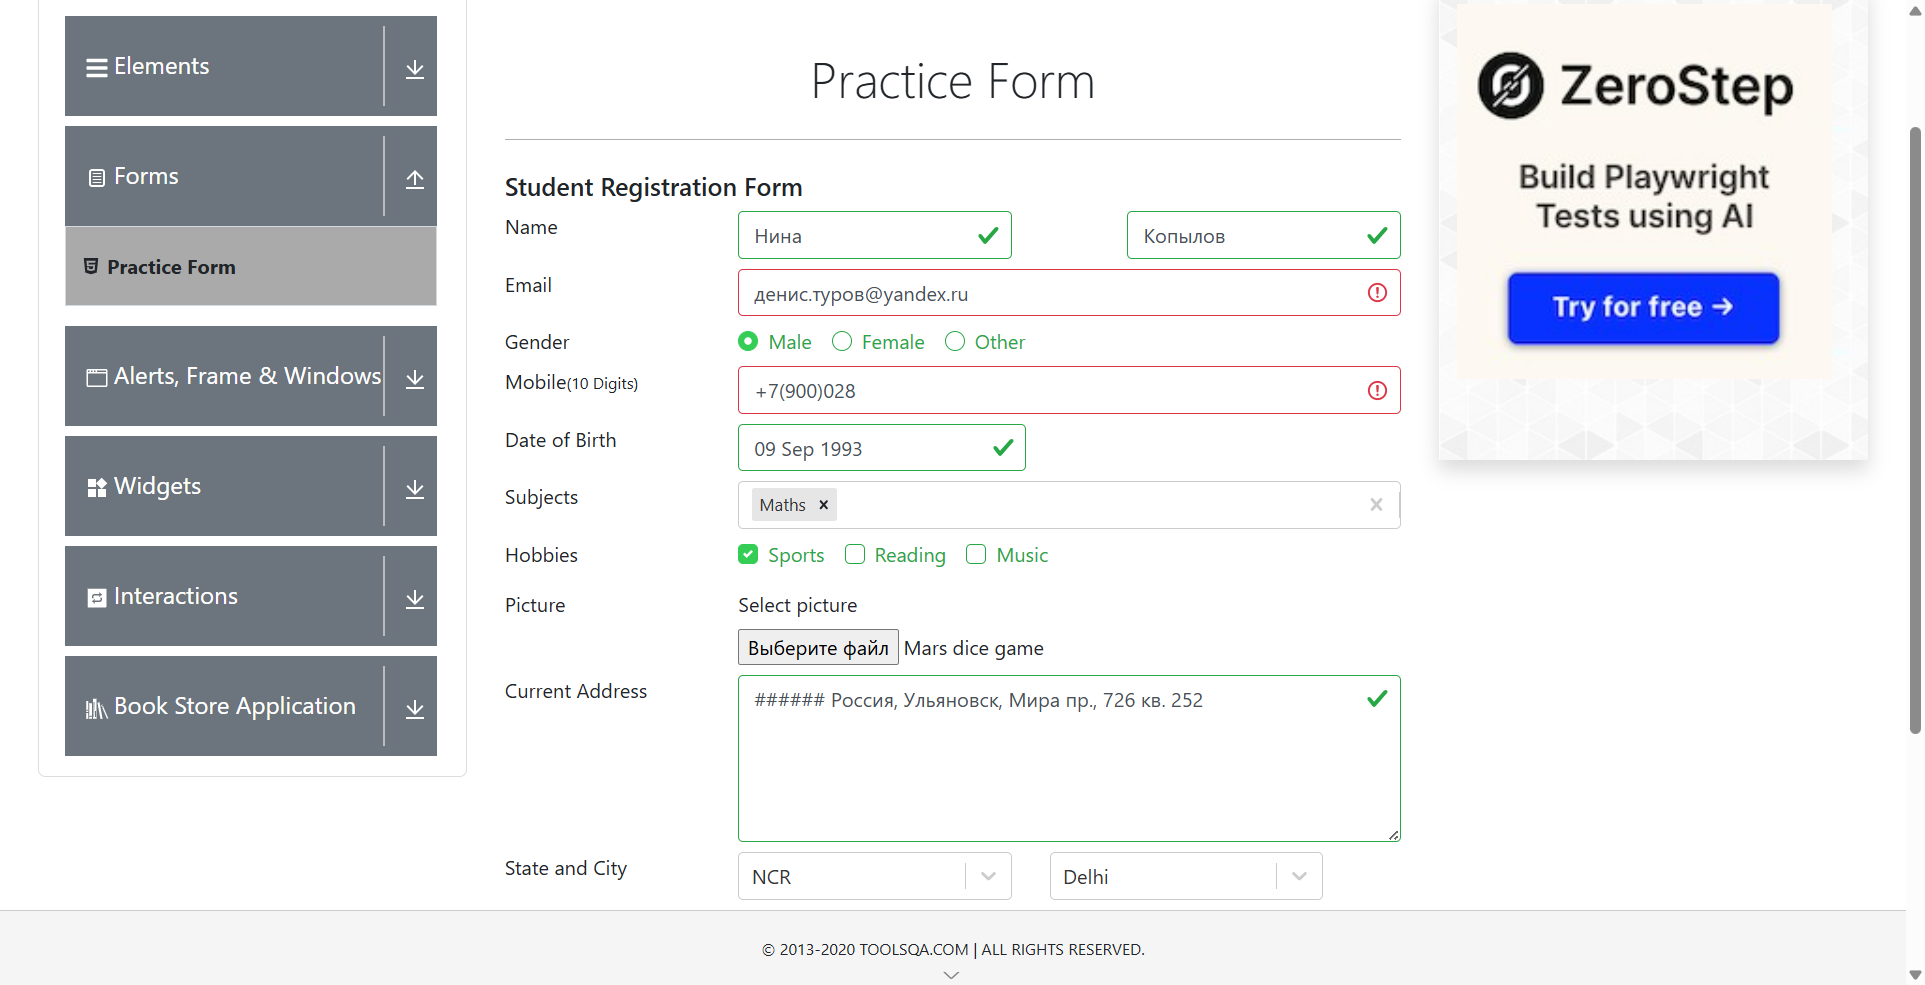 Elements
Forms
Practice Form
Alerts, Frame & Windows
Widgets
Interactions
Book Store Application
Practice Form
Student Registration Form
Name Нина Копылов
Email денис.туров@yandex.ru
Gender Male Female Other
Mobile(10 Digits) +7(900)028
Date of Birth 09 Sep 1993
Subjects Maths
Hobbies Sports Reading Music
Picture Select picture
Выберите файл Mars dice game
Current Address ###### Россия, Ульяновск, Мира пр., 726 кв. 252
State and City NCR Delhi
ZeroStep
Build Playwright
Tests using AI
Try for free →
© 2013-2020 TOOLSQA.COM | ALL RIGHTS RESERVED.